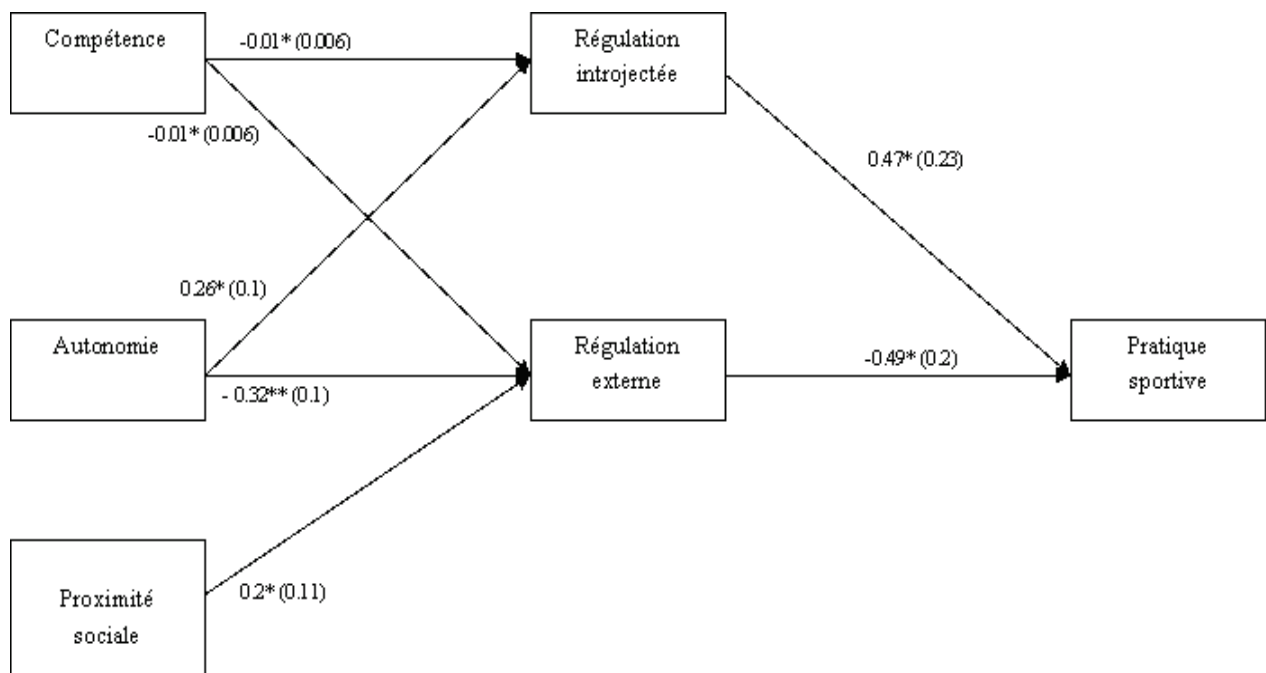 Compétence
-0.01* (0.006)
Régulation
introjectée
-0.01* (0.006)
0.47* (0.23)
0.26* (0.1)
Autonomie
- 0.32** (0.1)
Régulation
externe
-0.49* (0.2)
Pratique
sportive
Proximité
sociale
0.2* (0.11)